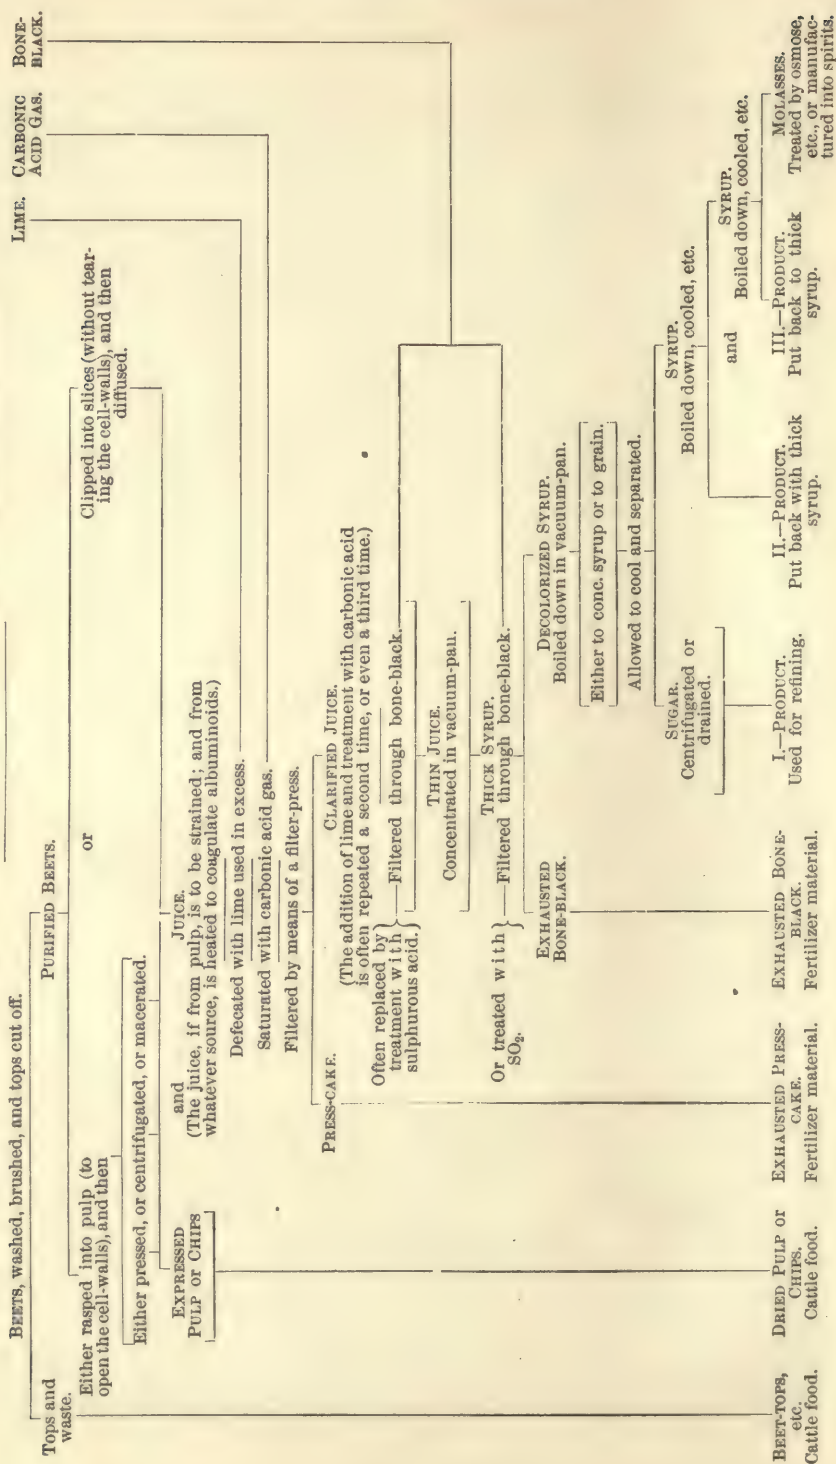 BEETS, washed, brushed, and tops cut off.
Tops and
waste.
PURIFIED BEETS.
LIME.
CARBONIC
ACID GAS.
BONE-
BLACK.
Either rasped into pulp (to
open the cell-walls), and then
or
Clipped into slices (without tear-
ing the cell-walls), and then
diffused.
Either pressed, or centrifugated, or macerated.
EXPRESSED
PULP OR CHIPS
and
JUICE.
(The juice, if from pulp, is to be strained; and from
whatever source, is heated to coagulate albuminoids.)
Defecated with lime used in excess.
Saturated with carbonic acid gas.
Filtered by means of a filter-press.
PRESS-CAKE.
CLARIFIED JUICE.
(The addition of lime and treatment with carbonic acid
is often repeated a second time, or even a third time.)
Often replaced by
treatment with
sulphurous acid.
Filtered through bone-black.
THIN JUICE.
Concentrated in vacuum-pan.
THICK SYRUP.
Or treated with
SO₂.
Filtered through bone-black.
EXHAUSTED
BONE-BLACK.
DECOLORIZED SYRUP.
Boiled down in vacuum-pan.
Either to conc. syrup or to grain.
Allowed to cool and separated.
SUGAR.
Centrifugated or
drained.
SYRUP.
Boiled down, cooled, etc.
and
SYRUP.
Boiled down, cooled, etc.
BEET-TOPS,
etc.
Cattle food.
DRIED PULP OR
CHIPS.
Cattle food.
EXHAUSTED PRESS-
CAKE.
Fertilizer material.
EXHAUSTED BONE-
BLACK.
Fertilizer material.
I.—PRODUCT.
Used for refining.
II.—PRODUCT.
Put back with thick
syrup.
III.—PRODUCT.
Put back to thick
syrup.
MOLASSES.
Treated by osmose,
etc., or manufac-
tured into spirits.